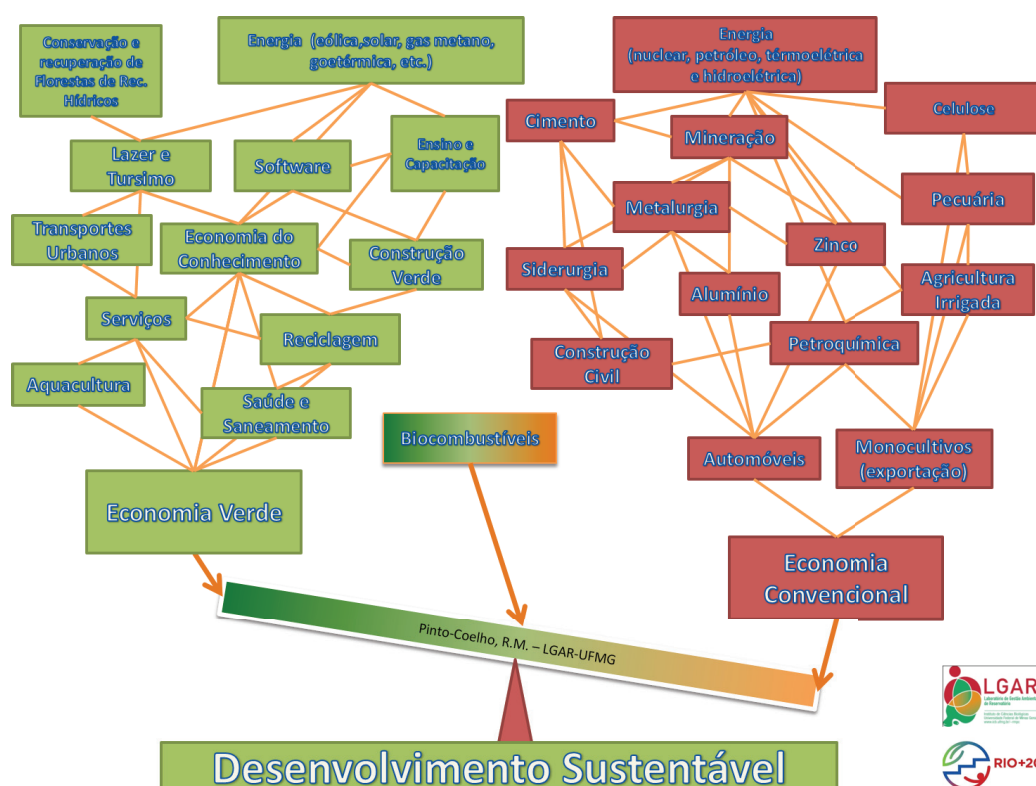 Conservação e
recuperação de
Florestas de Rec.
Hídricos
Energia (eólica,solar, gas metano,
goetérmica, etc.)
Energia
(nuclear, petróleo, térmoelétrica
e hidroelétrica)
Celulose
Cimento
Mineração
Lazer e
Tursimo
Software
Ensino e
Capacitação
Pecuária
Metalurgia
Transportes
Urbanos
Economia do
Conhecimento
Construção
Verde
Siderurgia
Zinco
Alumínio
Agricultura
Irrigada
Serviços
Reciclagem
Construção
Civil
Petroquímica
Aquacultura
Saúde e
Saneamento
Biocombustíveis
Automóveis
Monocultivos
(exportação)
Economia Verde
Economia
Convencional
Pinto-Coelho, R.M. – LGAR-UFMG
Desenvolvimento Sustentável
LGAR
RIO+20